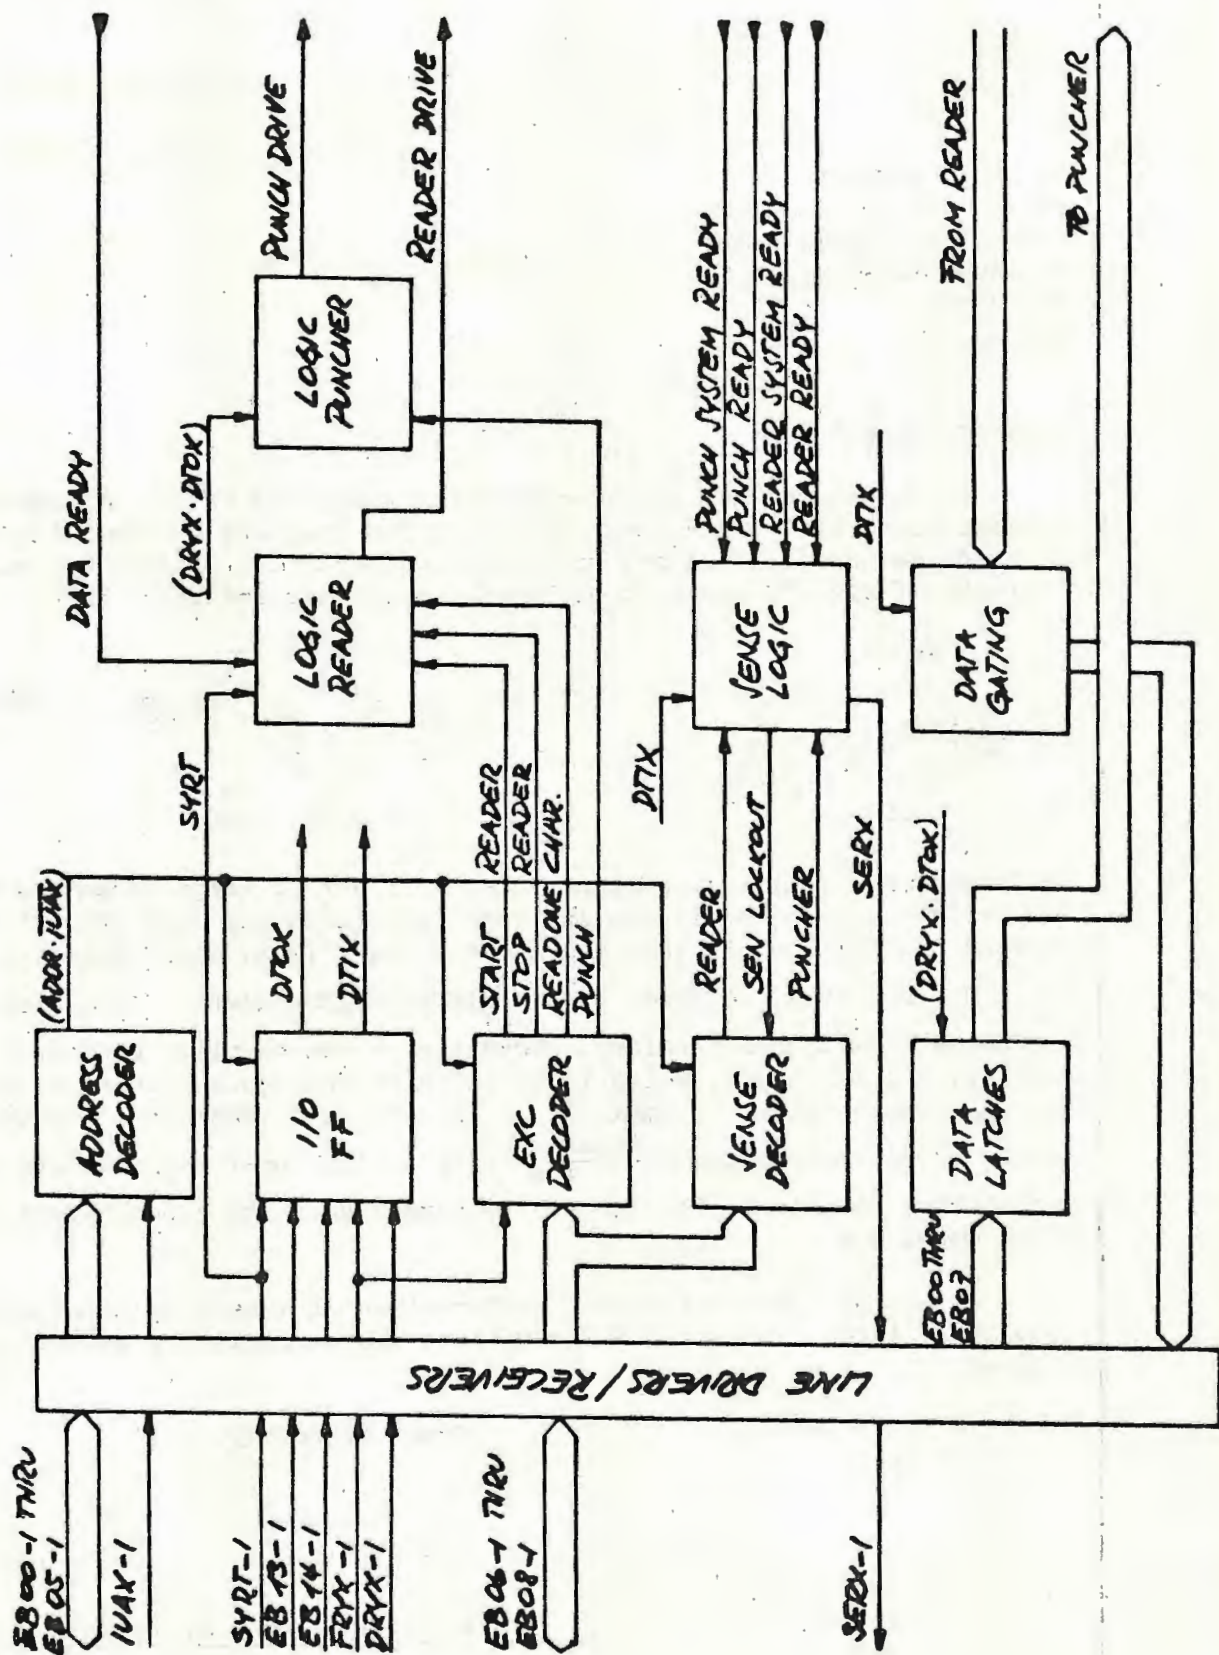 EB00-1 THRU
EB05-1
IUAX-1
SYRT-1
EB13-1
EB14-1
FRYX-1
DRYX-1
EB06-1 THRU
EB08-1
SERX-1
LINE DRIVERS/RECEIVERS
ADDRESS
DECODER
(ADDR·IUAX)
I/O
FF
DTOX
DTIX
SYRT
EXC
DECODER
START READER
STOP READER
READ ONE CHAR.
PUNCH
SENSE
DECODER
READER
SEN LOCKOUT
PUNCHER
SERX
EB00 THRU
EB07
DATA
LATCHES
(DRYX·DTOX)
DATA READY
LOGIC
READER
(DRYX·DTOX)
LOGIC
PUNCHER
PUNCH DRIVE
READER DRIVE
DTIX
SENSE
LOGIC
PUNCH SYSTEM READY
PUNCH READY
READER SYSTEM READY
READER READY
DTIX
DATA
GATING
FROM READER
TO PUNCHER